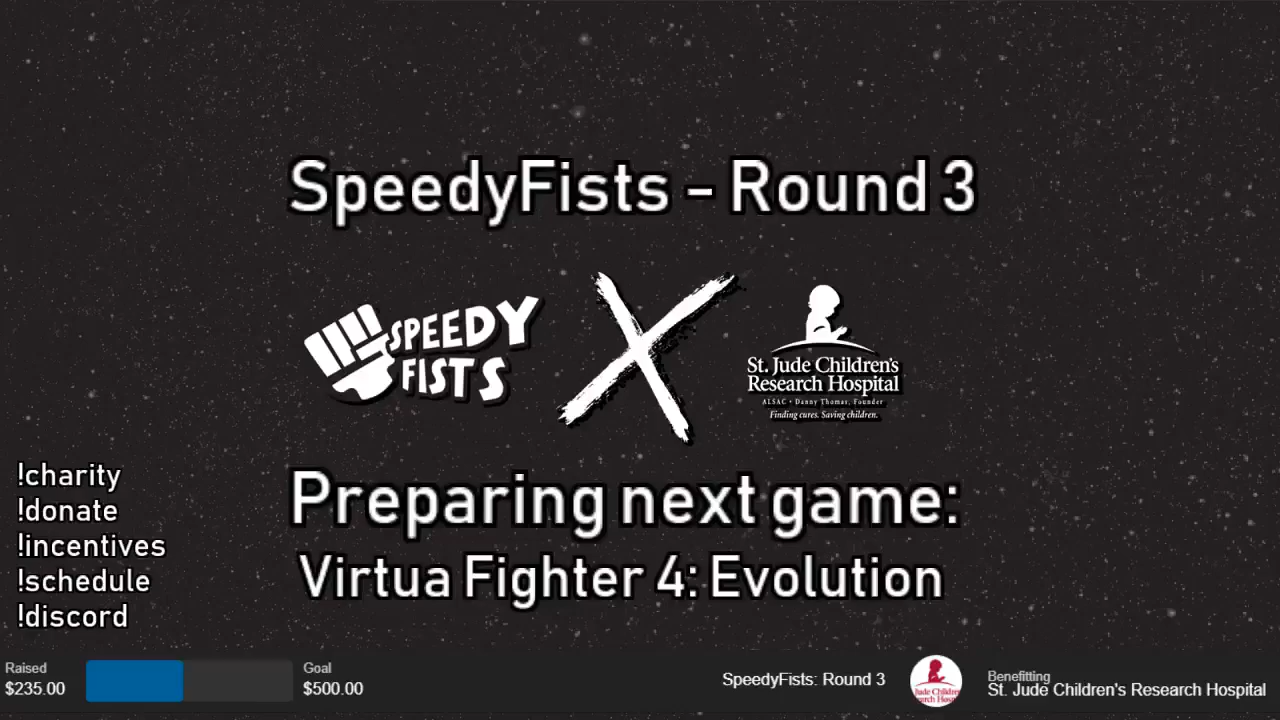 SpeedyFists - Round 3
SPEEDY
FISTS
St. Jude Children's
Research Hospital
ALSAC • Danny Thomas, Founder
Finding cures. Saving children.
!charity
!donate
!incentives
!schedule
!discord
Preparing next game:
Virtua Fighter 4: Evolution
Raised
$235.00
Goal
$500.00
SpeedyFists: Round 3
Benefitting
St. Jude Children's Research Hospital